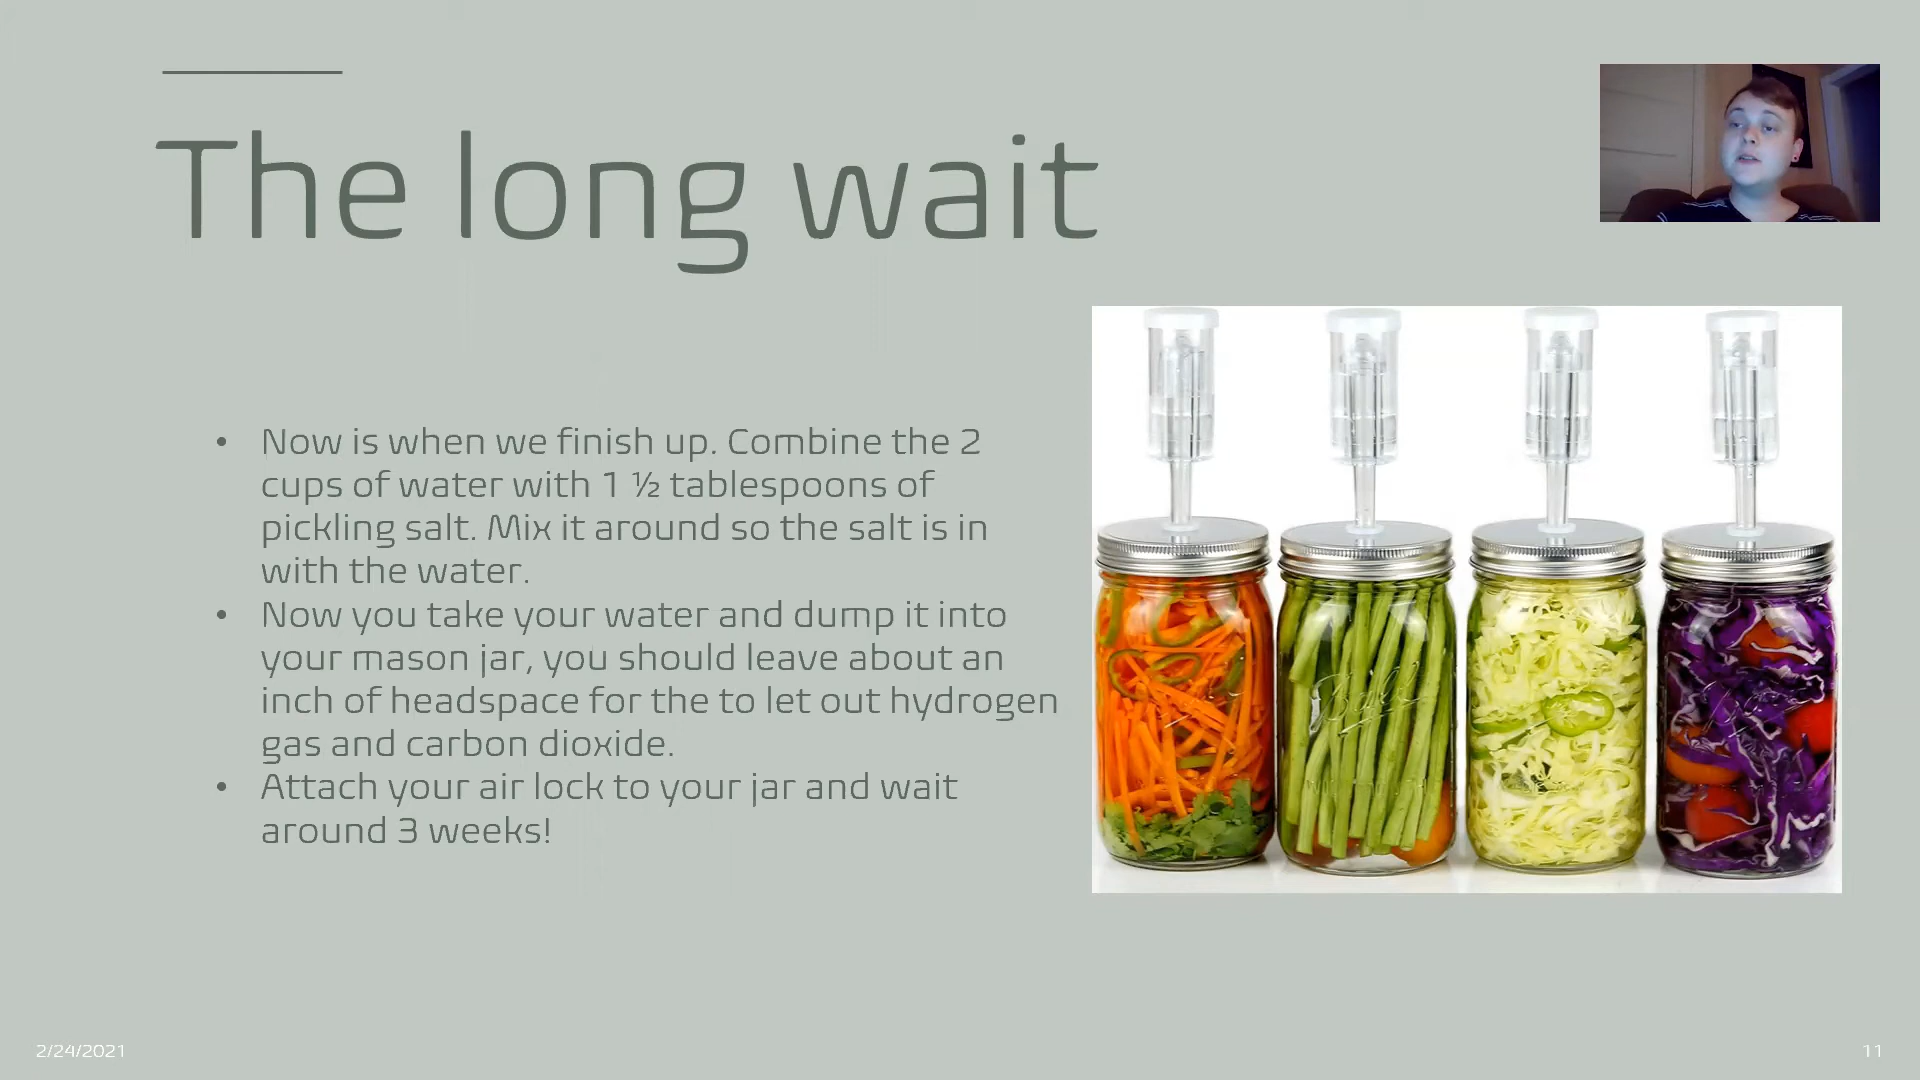 The long wait
• Now is when we finish up. Combine the 2
cups of water with 1 ½ tablespoons of
pickling salt. Mix it around so the salt is in
with the water.
• Now you take your water and dump it into
your mason jar, you should leave about an
inch of headspace for the to let out hydrogen
gas and carbon dioxide.
• Attach your air lock to your jar and wait
around 3 weeks!
2/24/2021
11